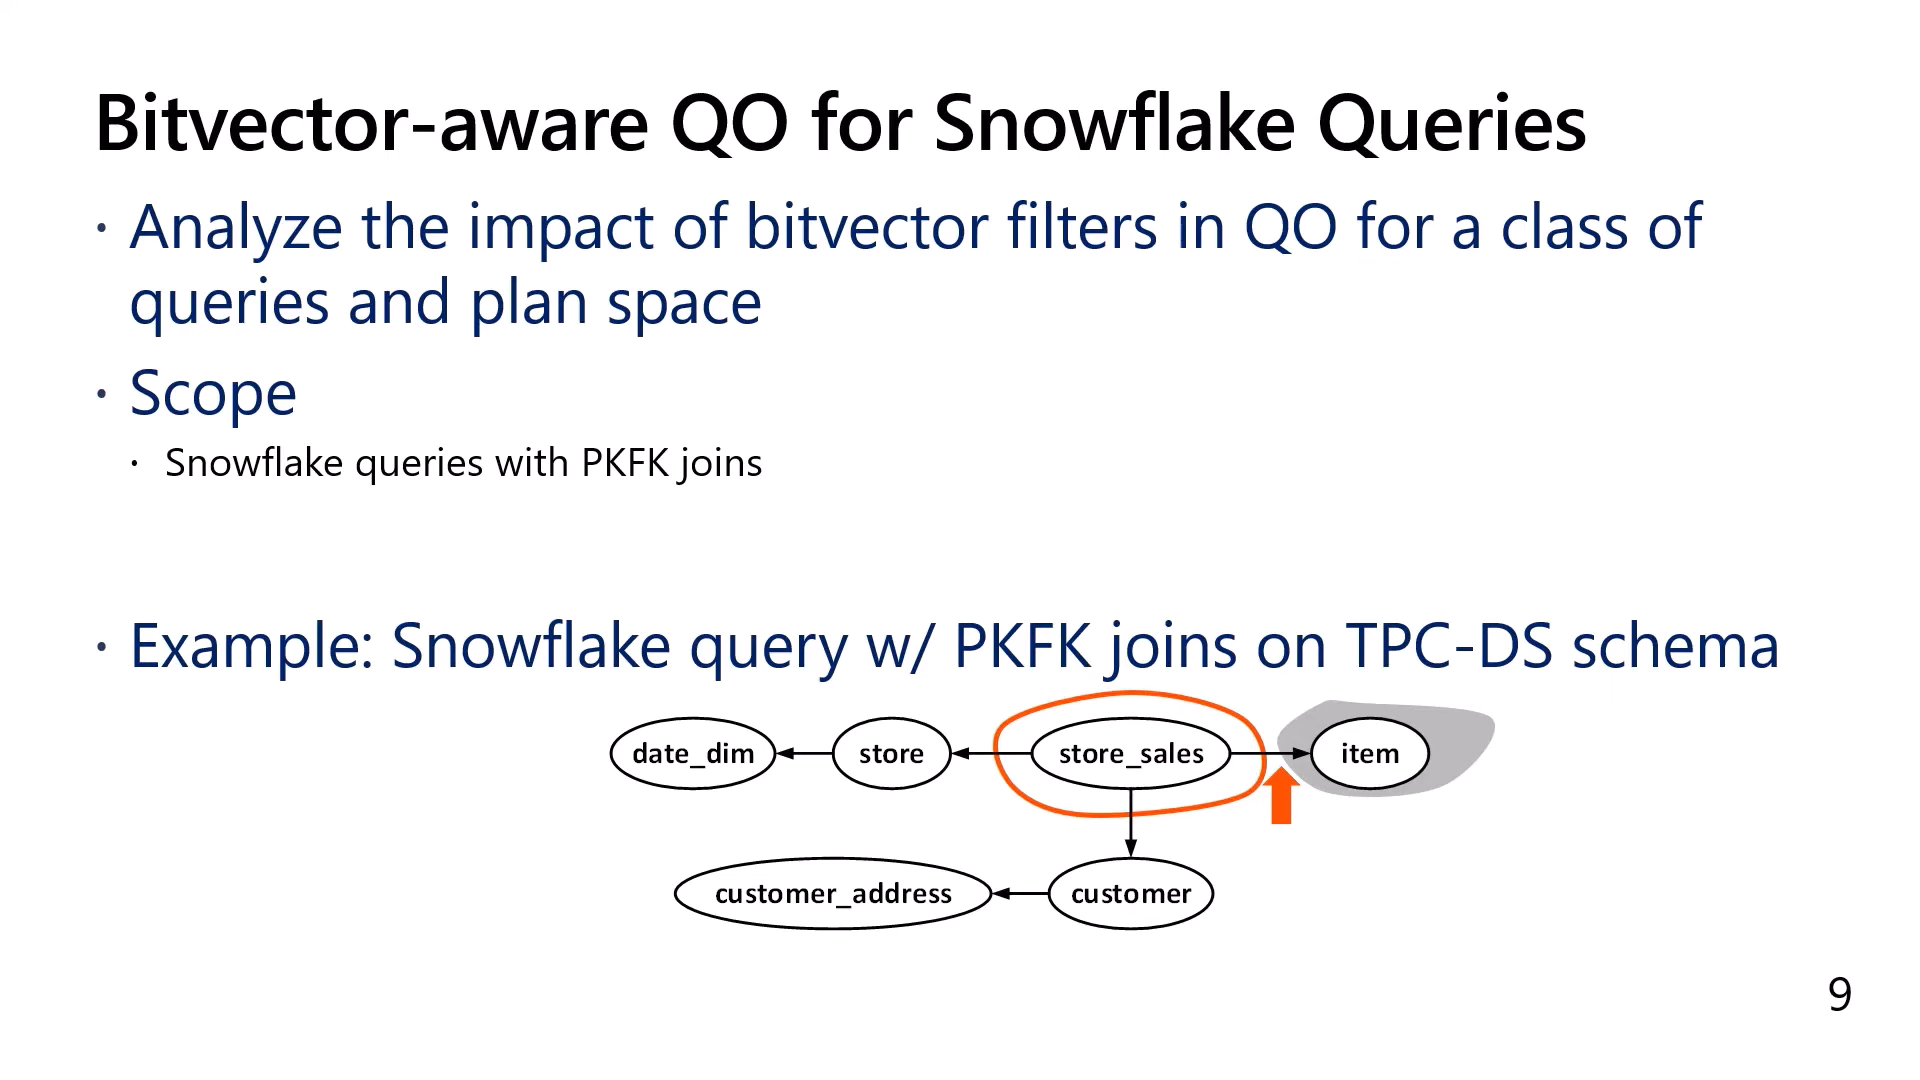 Bitvector-aware QO for Snowflake Queries
• Analyze the impact of bitvector filters in QO for a class of
queries and plan space
• Scope
• Snowflake queries with PKFK joins
• Example: Snowflake query w/ PKFK joins on TPC-DS schema
date_dim store store_sales item
customer_address customer
9